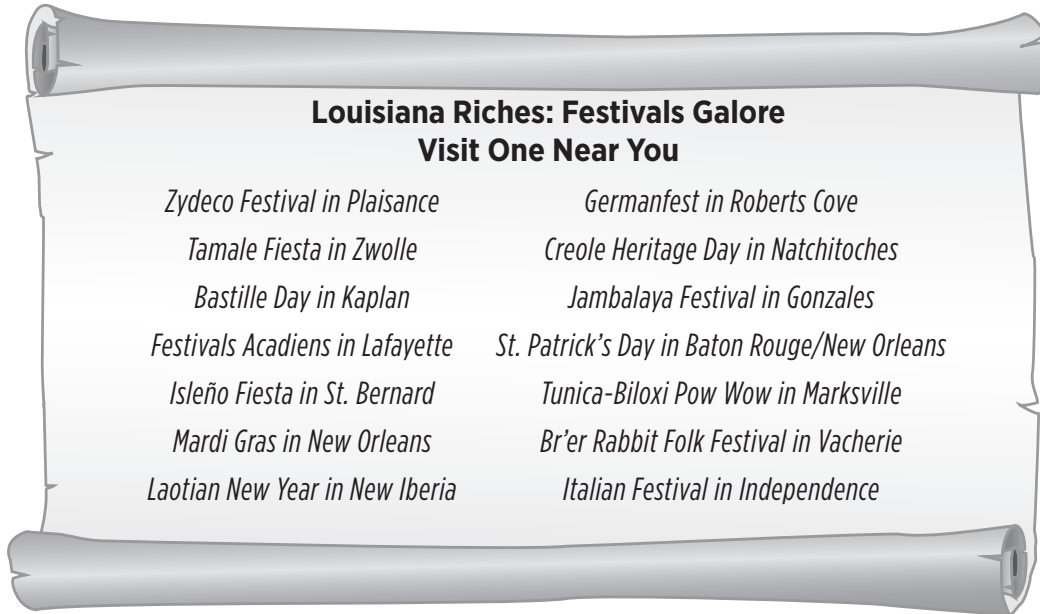 Louisiana Riches: Festivals Galore
Visit One Near You
Zydeco Festival in Plaisance
Tamale Fiesta in Zwolle
Bastille Day in Kaplan
Festivals Acadiens in Lafayette
Isleño Fiesta in St. Bernard
Mardi Gras in New Orleans
Laotian New Year in New Iberia
Germanfest in Roberts Cove
Creole Heritage Day in Natchitoches
Jambalaya Festival in Gonzales
St. Patrick’s Day in Baton Rouge/New Orleans
Tunica-Biloxi Pow Wow in Marksville
Br’er Rabbit Folk Festival in Vacherie
Italian Festival in Independence